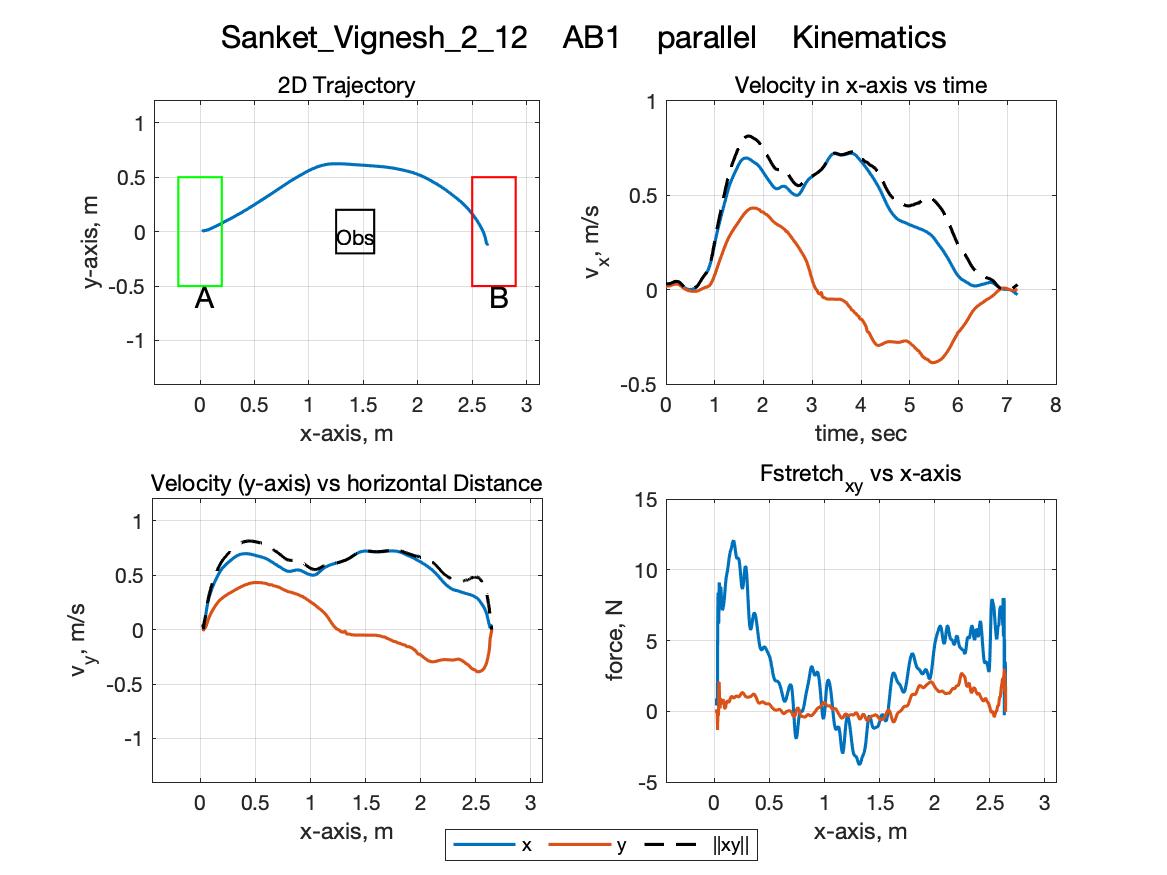 Sanket_Vignesh_2_12 AB1 parallel Kinematics
2D Trajectory
1
0.5
0
-0.5
-1
y-axis, m
Obs
A
B
0 0.5 1 1.5 2 2.5 3
x-axis, m
Velocity in x-axis vs time
1
0.5
0
-0.5
vx, m/s
0 1 2 3 4 5 6 7 8
time, sec
Velocity (y-axis) vs horizontal Distance
1
0.5
0
-0.5
-1
vy, m/s
0 0.5 1 1.5 2 2.5 3
x-axis, m
Fstretchxy vs x-axis
15
10
5
0
-5
force, N
0 0.5 1 1.5 2 2.5 3
x-axis, m
x y ||xy||